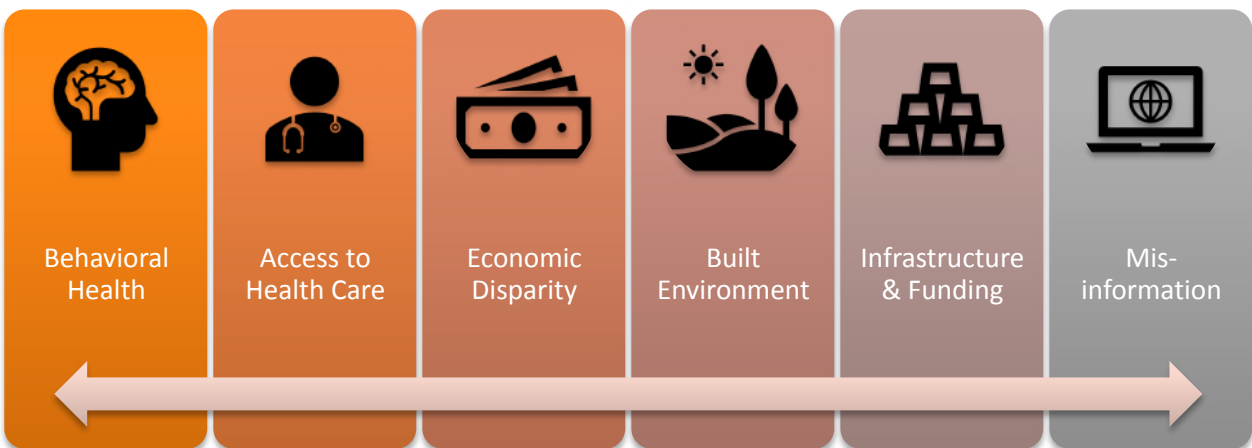 Behavioral
Health
Access to
Health Care
Economic
Disparity
Built
Environment
Infrastructure
& Funding
Mis-
information